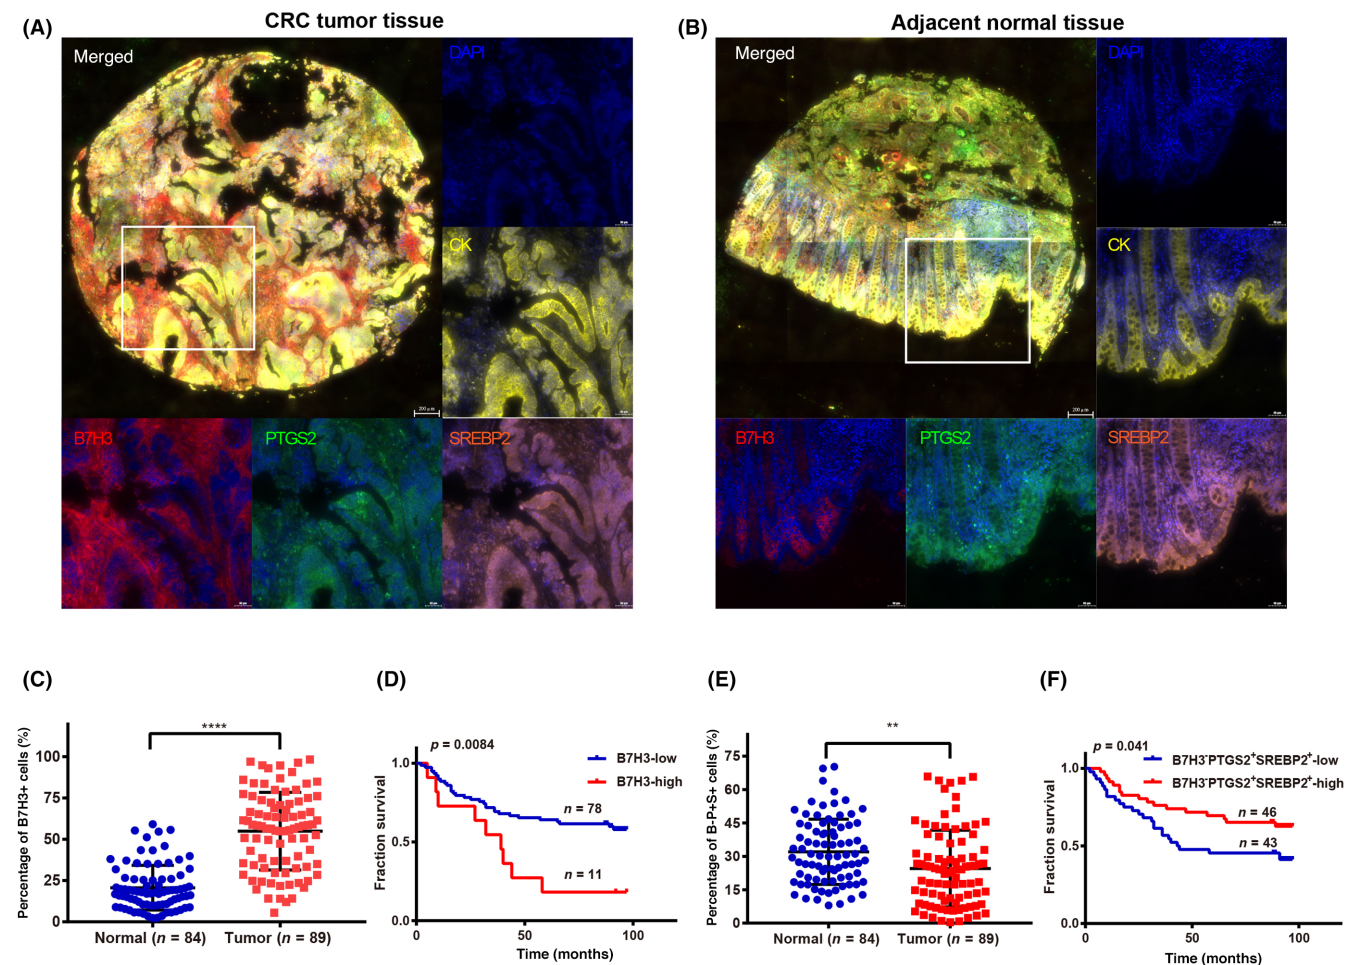 (A)
CRC tumor tissue
Merged
DAPI
CK
200 μm
B7H3
PTGS2
SREBP2
(B)
Adjacent normal tissue
Merged
DAPI
CK
200 μm
B7H3
PTGS2
SREBP2
(C)
Percentage of B7H3+ cells (%)
100
75
50
25
0
****
Normal (n = 84)
Tumor (n = 89)
(D)
p = 0.0084
Fraction survival
1.0
0.5
0.0
B7H3-low
B7H3-high
n = 78
n = 11
0
50
100
Time (months)
(E)
Percentage of B-P+S+ cells (%)
75
60
45
30
15
0
**
Normal (n = 84)
Tumor (n = 89)
(F)
p = 0.041
Fraction survival
1.0
0.5
0.0
B7H3⁻PTGS2⁺SREBP2⁺-low
B7H3⁻PTGS2⁺SREBP2⁺-high
n = 46
n = 43
0
50
100
Time (months)